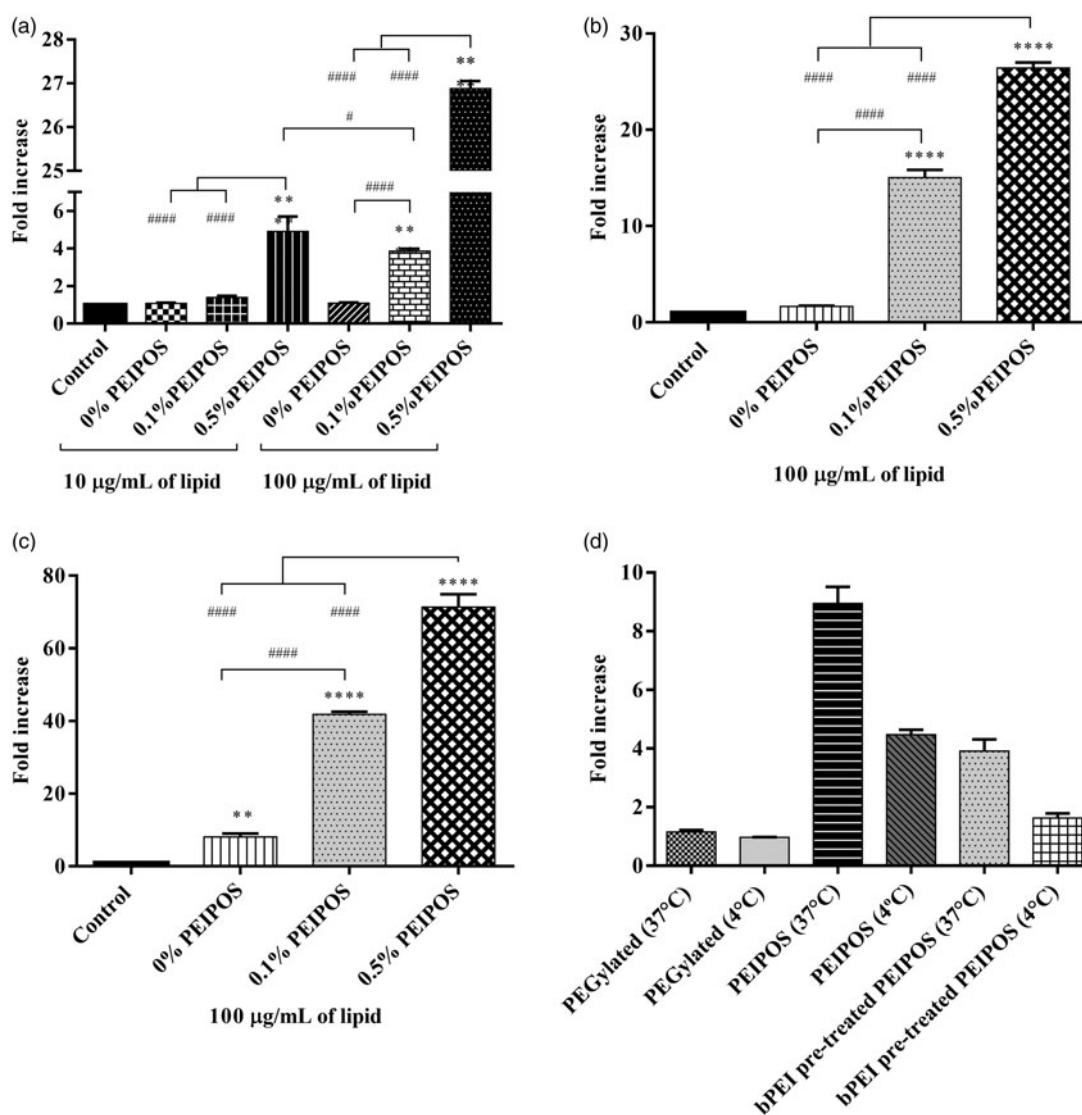 (a)
28
27
26
25
6
4
2
0
Fold increase
####
####
**
**
#
####
####
**
**
####
**
**
Control
0% PEIPOS
0.1%PEIPOS
0.5%PEIPOS
0% PEIPOS
0.1%PEIPOS
0.5%PEIPOS
10 μg/mL of lipid
100 μg/mL of lipid
(b)
30
20
10
0
Fold increase
####
####
####
****
****
Control
0% PEIPOS
0.1%PEIPOS
0.5%PEIPOS
100 μg/mL of lipid
(c)
80
60
40
20
0
Fold increase
####
####
####
**
****
****
Control
0% PEIPOS
0.1% PEIPOS
0.5% PEIPOS
100 μg/mL of lipid
(d)
10
8
6
4
2
0
Fold increase
PEGylated (37°C)
PEGylated (4°C)
PEIPOS (37°C)
PEIPOS (4°C)
bPEI pre-treated PEIPOS (37°C)
bPEI pre-treated PEIPOS (4°C)